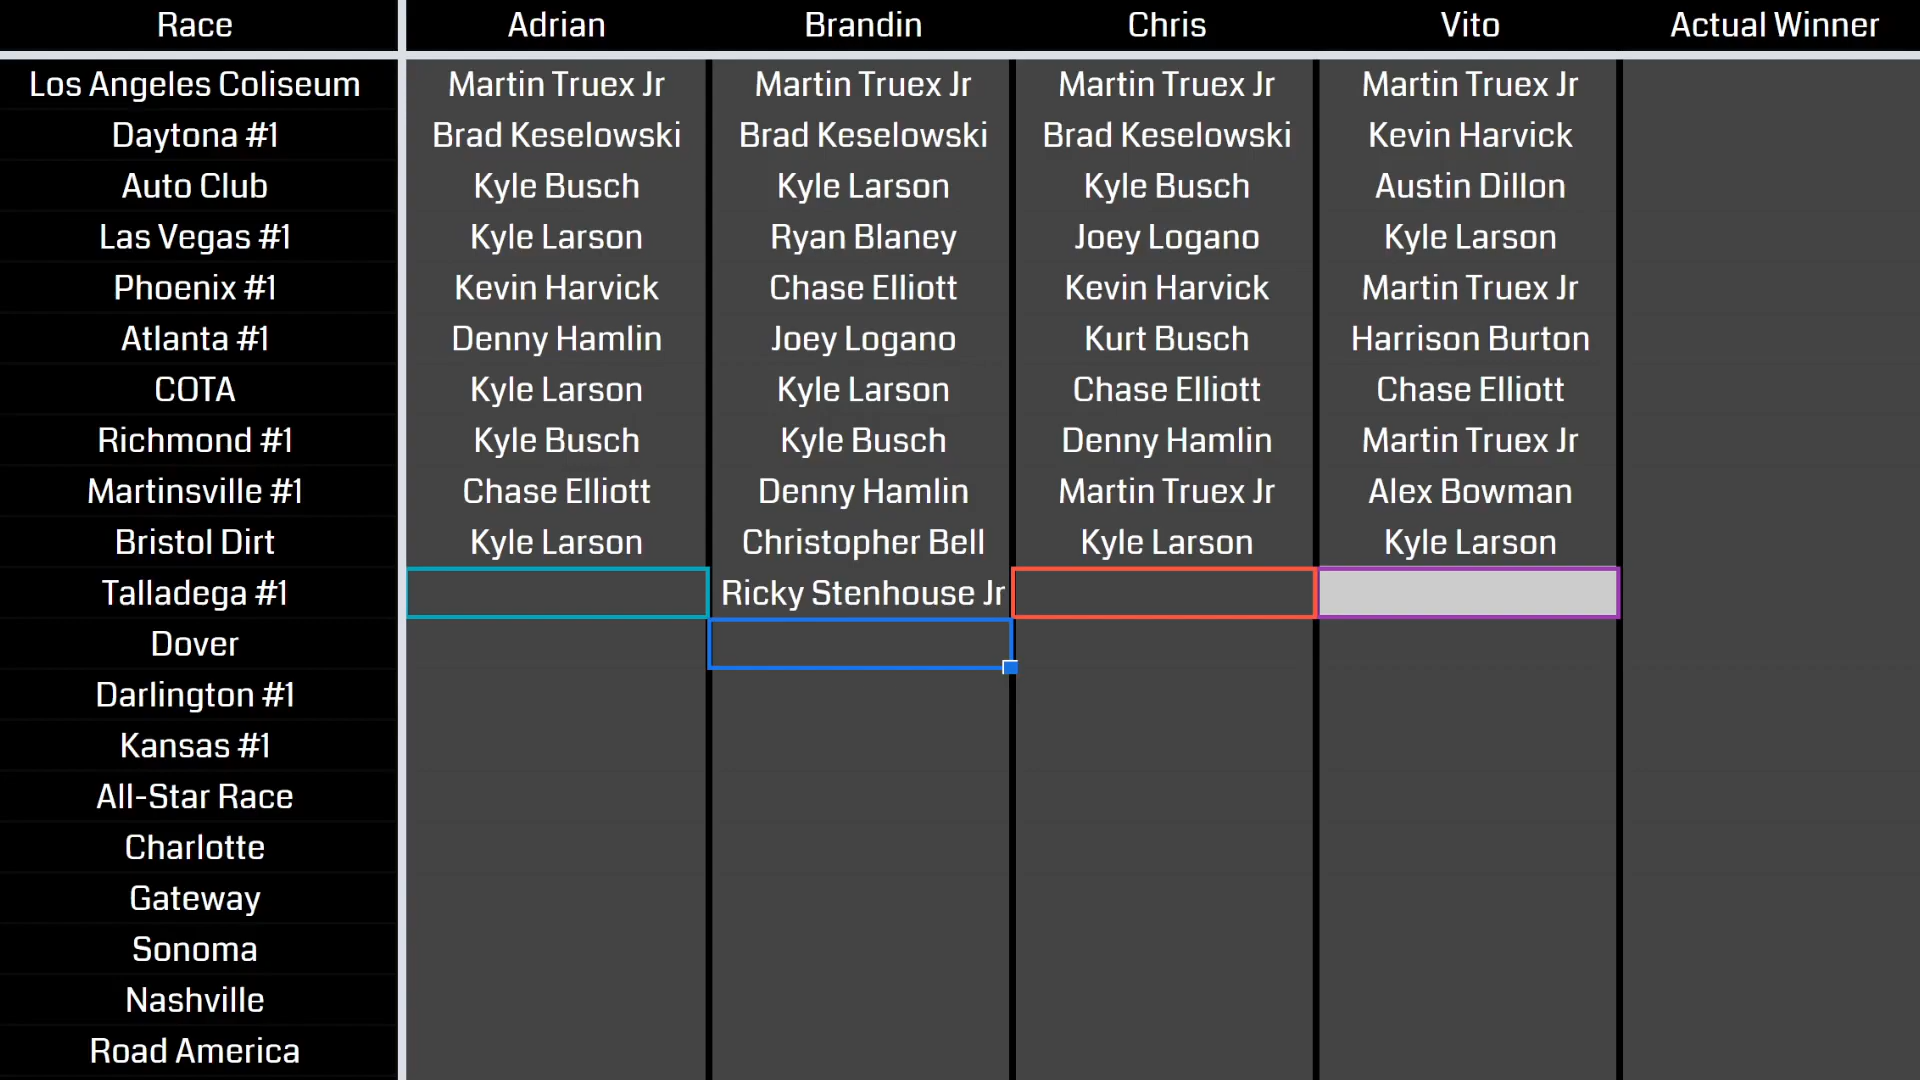 Race Adrian Brandin Chris Vito Actual Winner
Los Angeles Coliseum Martin Truex Jr Martin Truex Jr Martin Truex Jr Martin Truex Jr
Daytona #1 Brad Keselowski Brad Keselowski Brad Keselowski Kevin Harvick
Auto Club Kyle Busch Kyle Larson Kyle Busch Austin Dillon
Las Vegas #1 Kyle Larson Ryan Blaney Joey Logano Kyle Larson
Phoenix #1 Kevin Harvick Chase Elliott Kevin Harvick Martin Truex Jr
Atlanta #1 Denny Hamlin Joey Logano Kurt Busch Harrison Burton
COTA Kyle Larson Kyle Larson Chase Elliott Chase Elliott
Richmond #1 Kyle Busch Kyle Busch Denny Hamlin Martin Truex Jr
Martinsville #1 Chase Elliott Denny Hamlin Martin Truex Jr Alex Bowman
Bristol Dirt Kyle Larson Christopher Bell Kyle Larson Kyle Larson
Talladega #1 Ricky Stenhouse Jr
Dover
Darlington #1
Kansas #1
All-Star Race
Charlotte
Gateway
Sonoma
Nashville
Road America